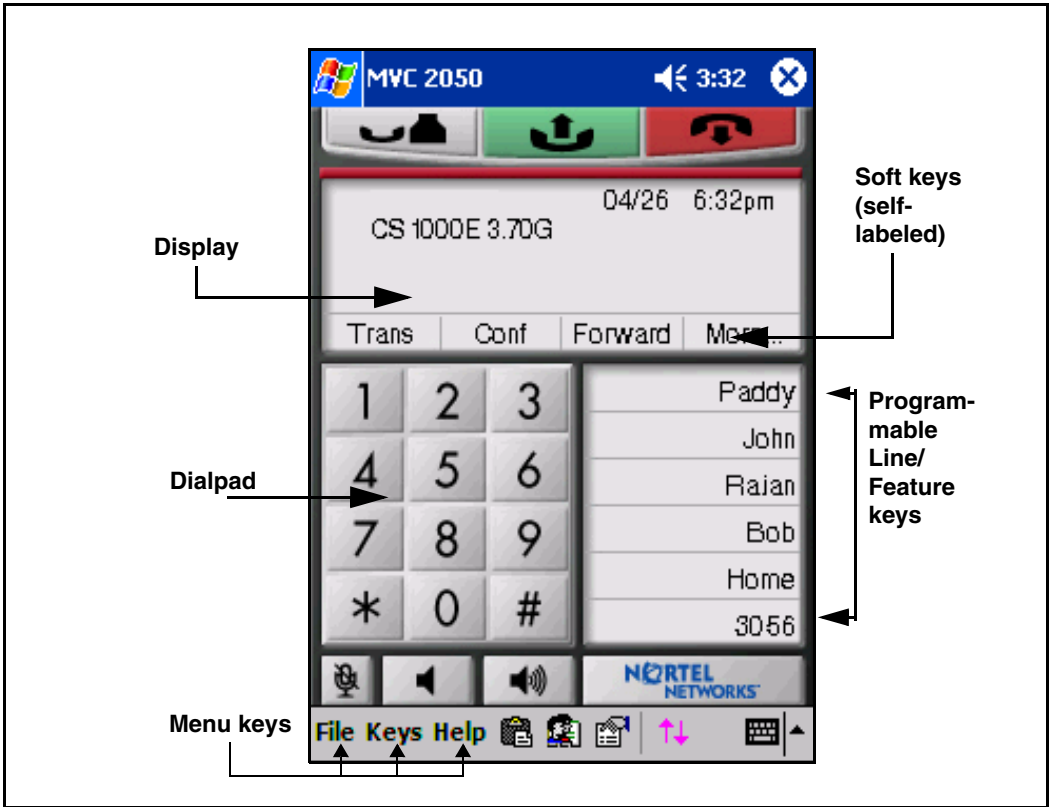 MVC 2050 3:32
04/26 6:32pm
CS 1000E 3.70G
Trans Conf Forward
Display
Soft keys
(self-
labeled)
1 2 3
4 5 6
7 8 9
* 0 #
Dialpad
Paddy
John
Rajan
Bob
Home
3056
Program-
mable
Line/
Feature
keys
NORTEL
NETWORKS
Menu keys
File Keys Help